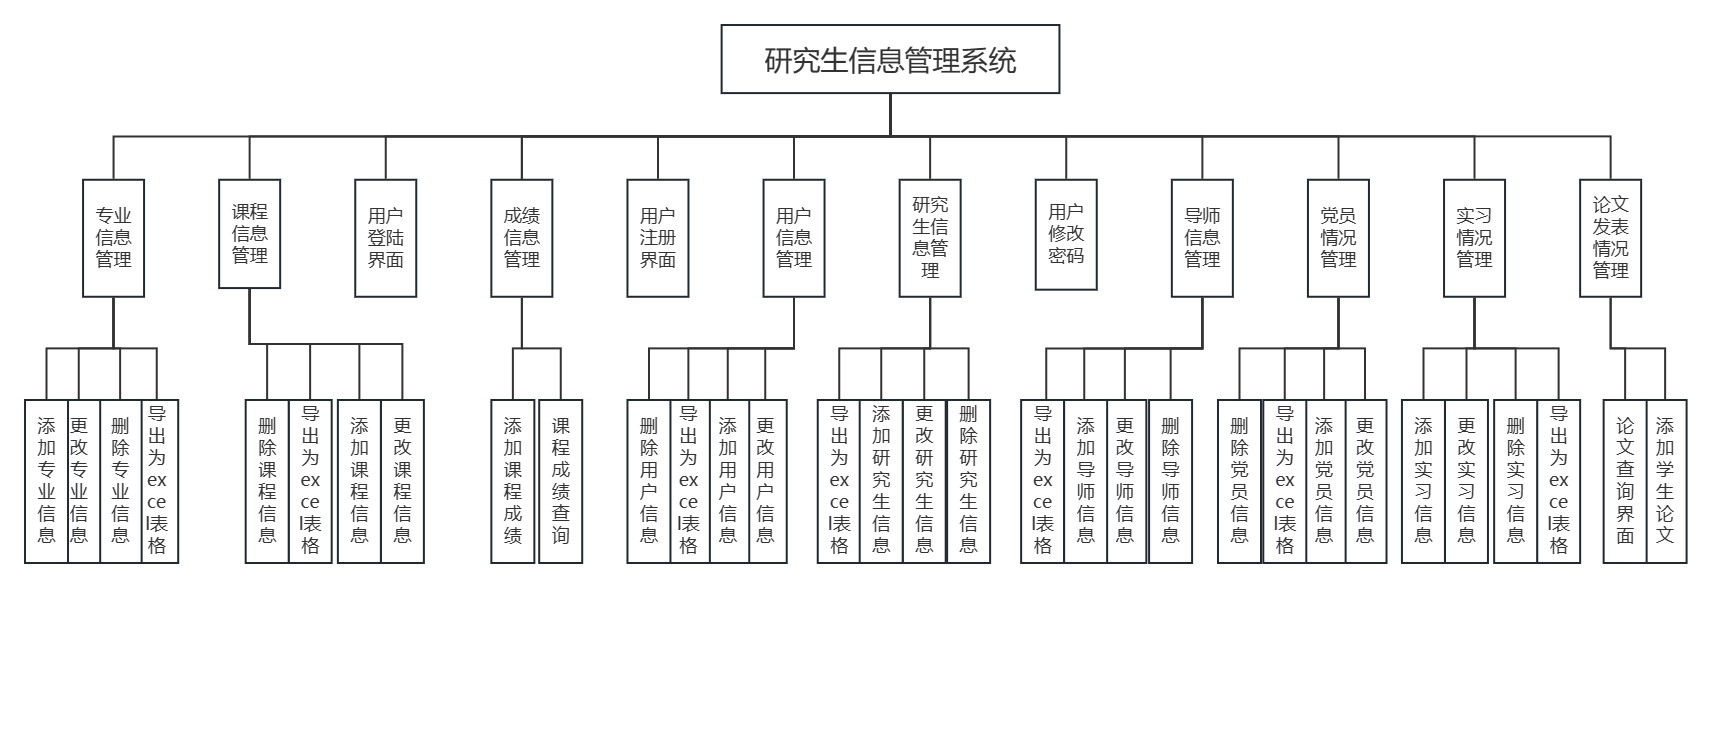 研究生信息管理系统
专业
信息
管理
课程
信息
管理
用户
登陆
界面
成绩
信息
管理
用户
注册
界面
用户
信息
管理
研究
生信
息管
理
用户
修改
密码
导师
信息
管理
党员
情况
管理
实习
情况
管理
论文
发表
情况
管理
添加专业信息
更改专业信息
删除专业信息
导出为excel表格
删除课程信息
导出为excel表格
添加课程信息
更改课程信息
添加课程成绩
课程成绩查询
删除用户信息
导出为excel表格
添加用户信息
更改用户信息
导出为excel表格
添加研究生信息
更改研究生信息
删除研究生信息
导出为excel表格
添加导师信息
更改导师信息
删除导师信息
删除党员信息
导出为excel表格
添加党员信息
更改党员信息
添加实习信息
更改实习信息
删除实习信息
导出为excel表格
论文查询界面
添加学生论文